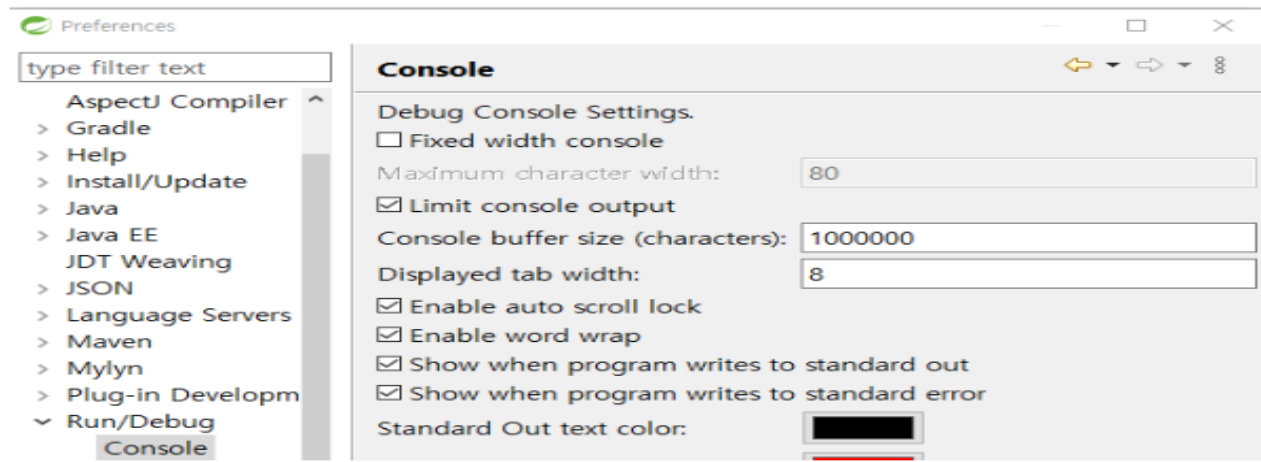 Preferences
type filter text
AspectJ Compiler
Gradle
Help
Install/Update
Java
Java EE
JDT Weaving
JSON
Language Servers
Maven
Mylyn
Plug-in Developm
Run/Debug
Console
Console
Debug Console Settings.
Fixed width console
Maximum character width: 80
Limit console output
Console buffer size (characters): 1000000
Displayed tab width: 8
Enable auto scroll lock
Enable word wrap
Show when program writes to standard out
Show when program writes to standard error
Standard Out text color: